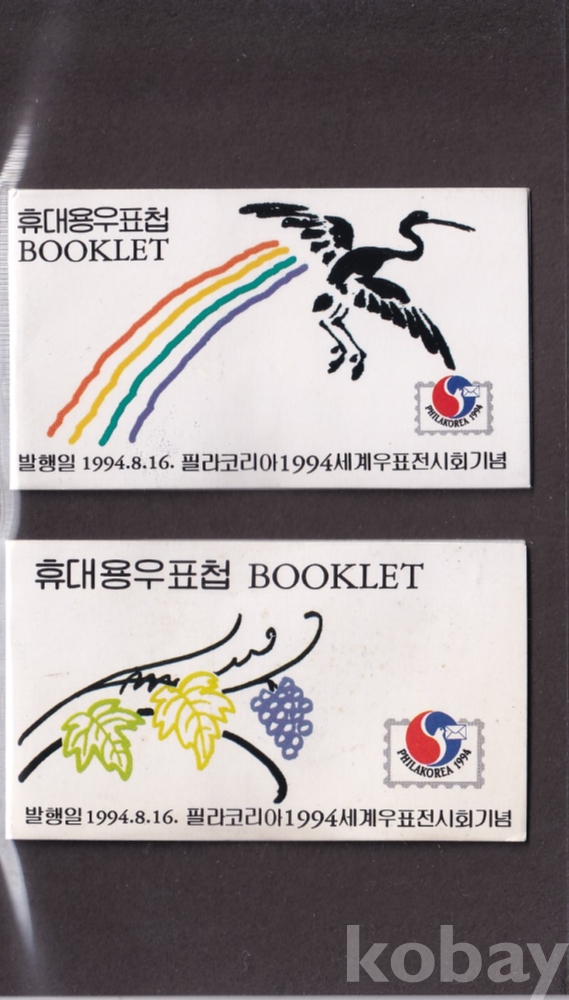 휴대용우표첩
BOOKLET
PHILAKOREA 1994
발행일 1994.8.16. 필라코리아1994세계우표전시회기념
휴대용우표첩 BOOKLET
PHILAKOREA 1994
발행일 1994.8.16. 필라코리아1994세계우표전시회기념
kobay